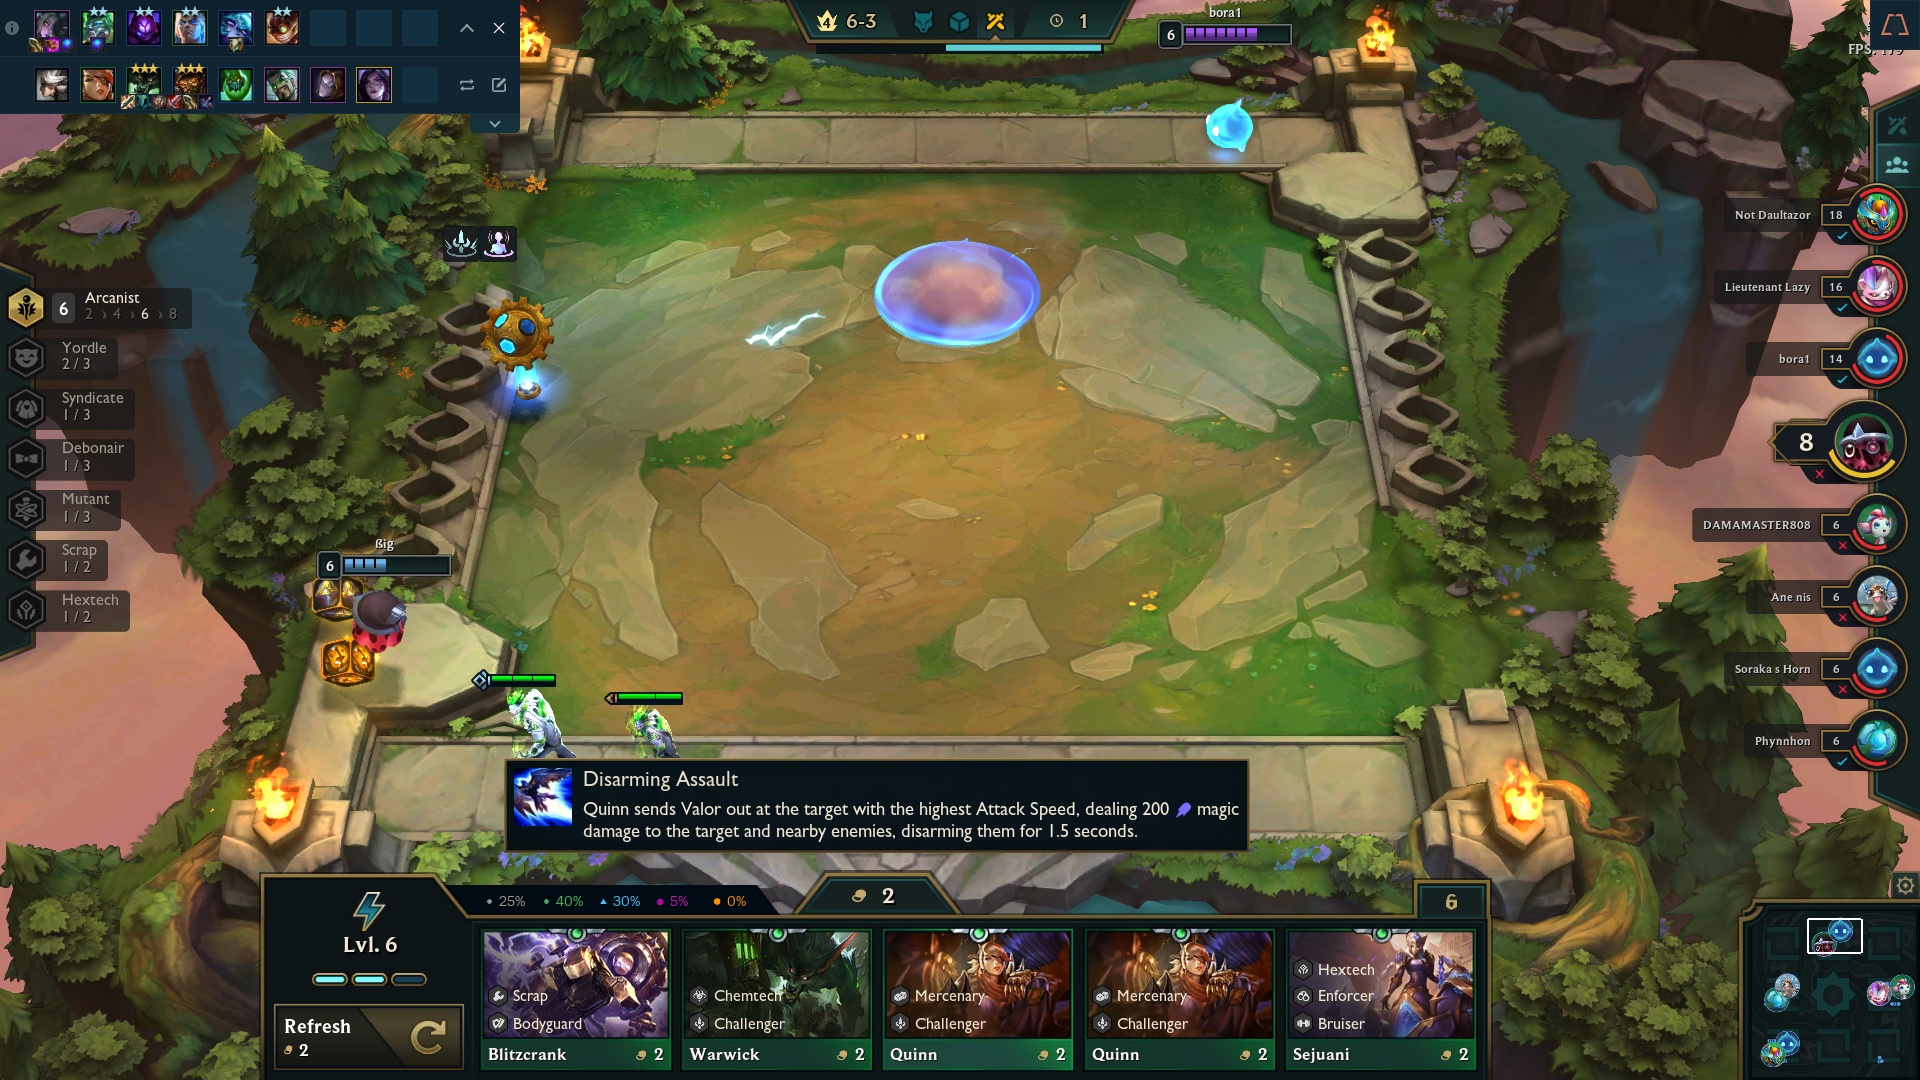 4 6-3
1
bora1
6
FPS:
Not Daultazor 18
Lieutenant Lazy 16
bora1 14
8
DAMAMASTER808 6
Ane nis 6
Soraka s Horn 6
Phynnhon 6
6 Arcanist
2 › 4 › 6 › 8
Yordle
2 / 3
Syndicate
1 / 3
Debonair
1 / 3
Mutant
1 / 3
Scrap
1 / 2
Hextech
1 / 2
ßig
6
Disarming Assault
Quinn sends Valor out at the target with the highest Attack Speed, dealing 200 magic
damage to the target and nearby enemies, disarming them for 1.5 seconds.
25% 40% 30% 5% 0%
2
6
Lvl. 6
Refresh
2
Scrap
Bodyguard
Blitzcrank 2
Chemtech
Challenger
Warwick 2
Mercenary
Challenger
Quinn 2
Mercenary
Challenger
Quinn 2
Hextech
Enforcer
Bruiser
Sejuani 2